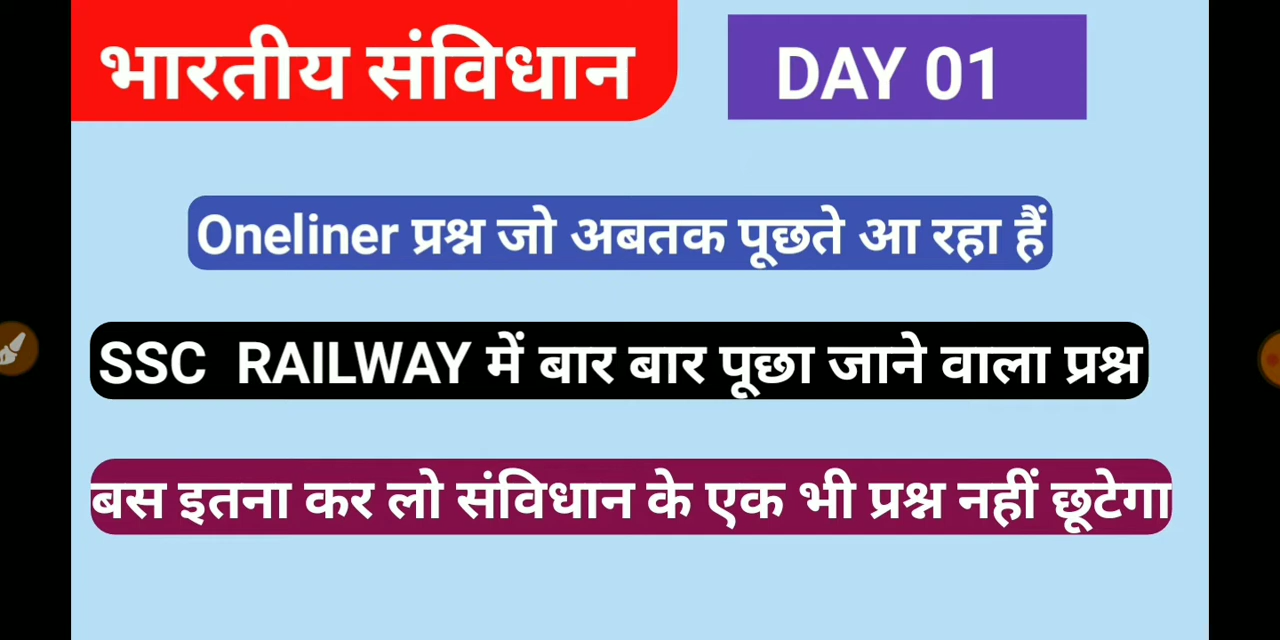 भारतीय संविधान
DAY 01
Oneliner प्रश्न जो अबतक पूछते आ रहा हैं
SSC RAILWAY में बार बार पूछा जाने वाला प्रश्न
बस इतना कर लो संविधान के एक भी प्रश्न नहीं छूटेगा